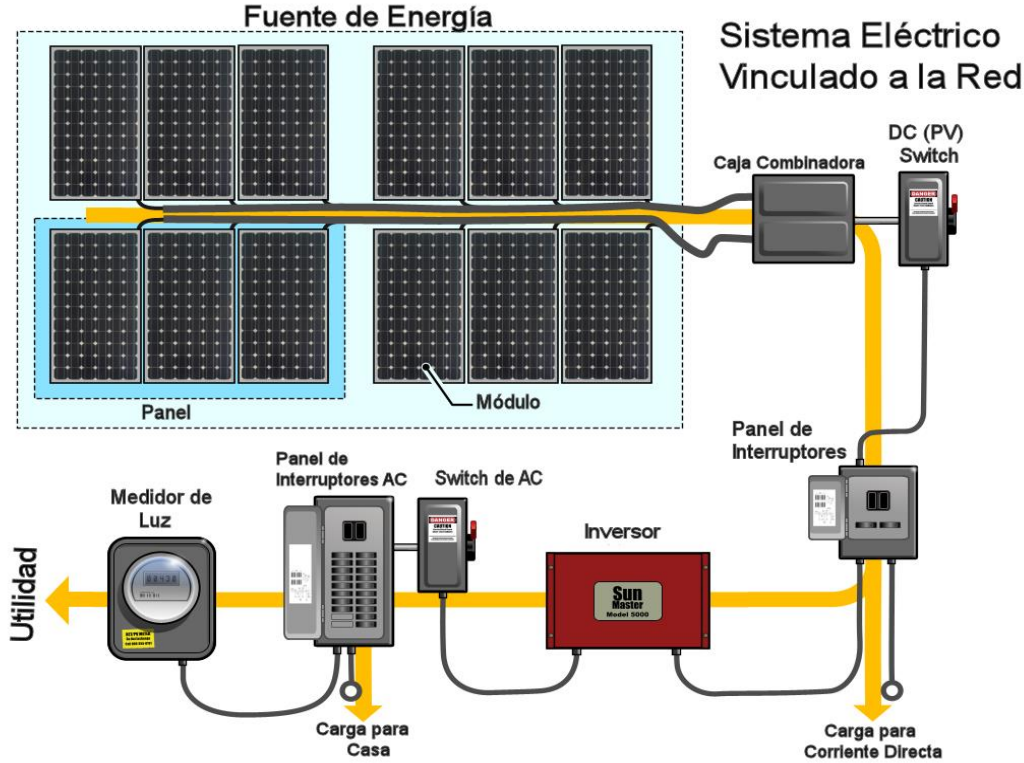 Fuente de Energía
Sistema Eléctrico
Vinculado a la Red
DC (PV)
Switch
Caja Combinadora
DANGER
CAUTION
Panel
Módulo
Panel de
Interruptores
Panel de
Interruptores AC
Switch de AC
Medidor de
Luz
Inversor
DANGER
CAUTION
Utilidad
Sun
Master
Model 5000
Carga para
Casa
Carga para
Corriente Directa